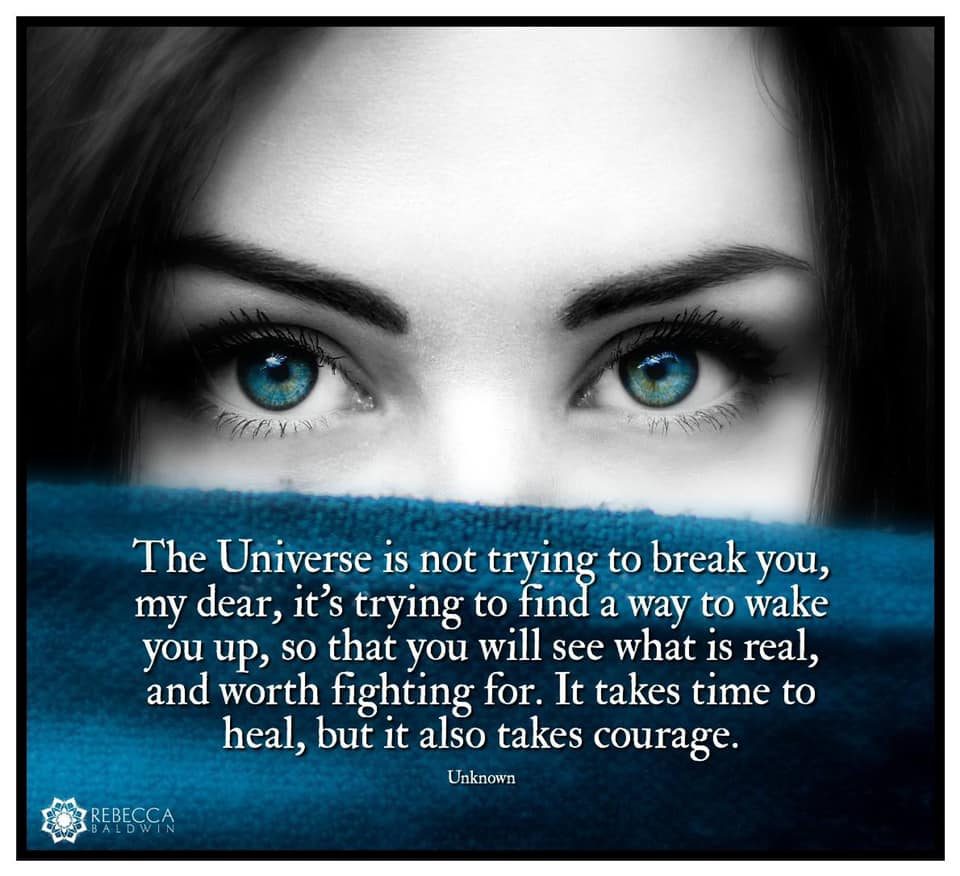 The Universe is not trying to break you,
my dear, it's trying to find a way to wake
you up, so that you will see what is real,
and worth fighting for. It takes time to
heal, but it also takes courage.
Unknown
REBECCA
BALDWIN